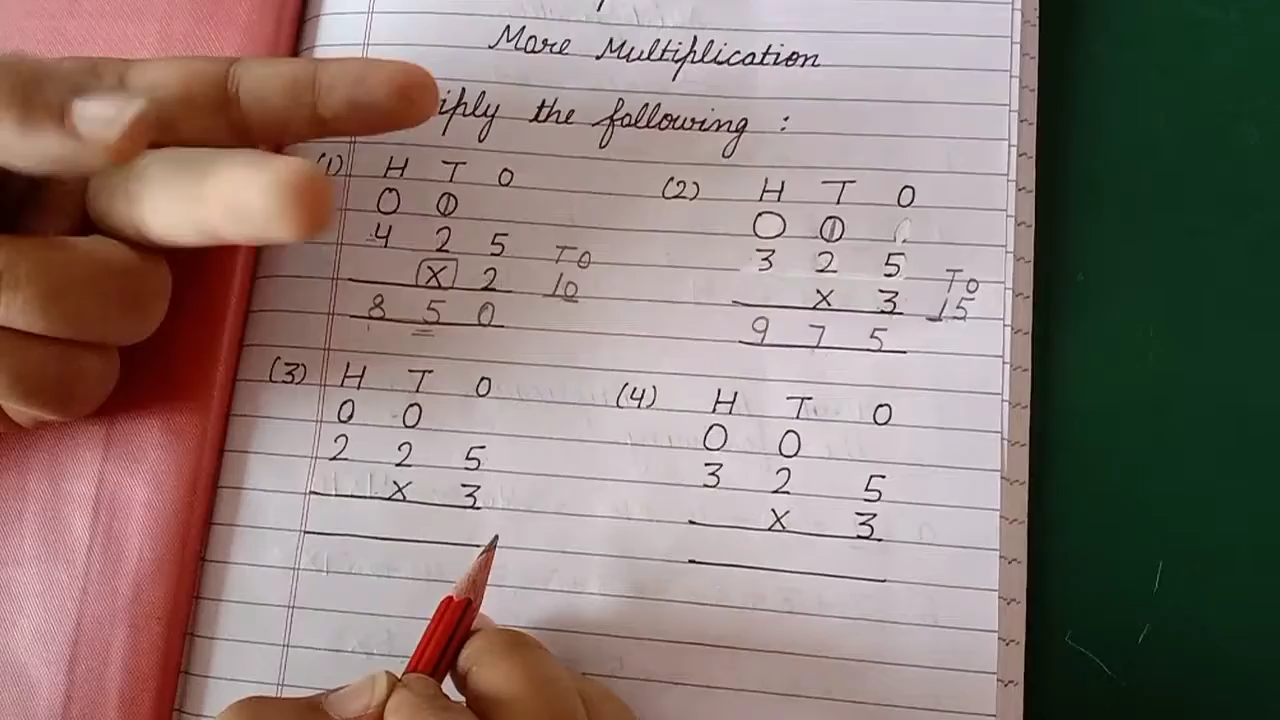 More Multiplication
iply the following :
(1) H T O
0 1
4 2 5 TO
x 2 10
8 5 0
(2) H T O
0 1
3 2 5 TO
x 3 15
9 7 5
(3) H T O
0 0
2 2 5
x 3
(4) H T O
0 0
3 2 5
x 3